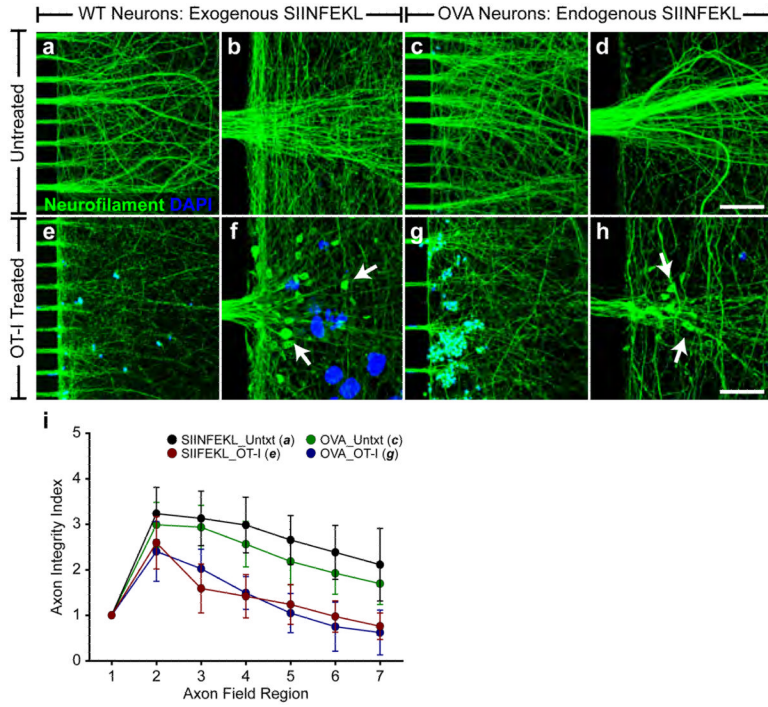 WT Neurons: Exogenous SIINFEKL
OVA Neurons: Endogenous SIINFEKL
Untreated
a
b
c
d
Neurofilament DAPI
OT-I Treated
e
f
g
h
i
SIINFEKL_Untxt (a)
OVA_Untxt (c)
SIIFEKL_OT-I (e)
OVA_OT-I (g)
Axon Integrity Index
5
4
3
2
1
0
1 2 3 4 5 6 7
Axon Field Region